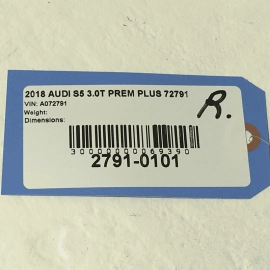 2018 AUDI S5 3.0T PREM PLUS 72791
VIN: A072791
R.
Weight:
Dimensions:
3000000069390
2791-0101